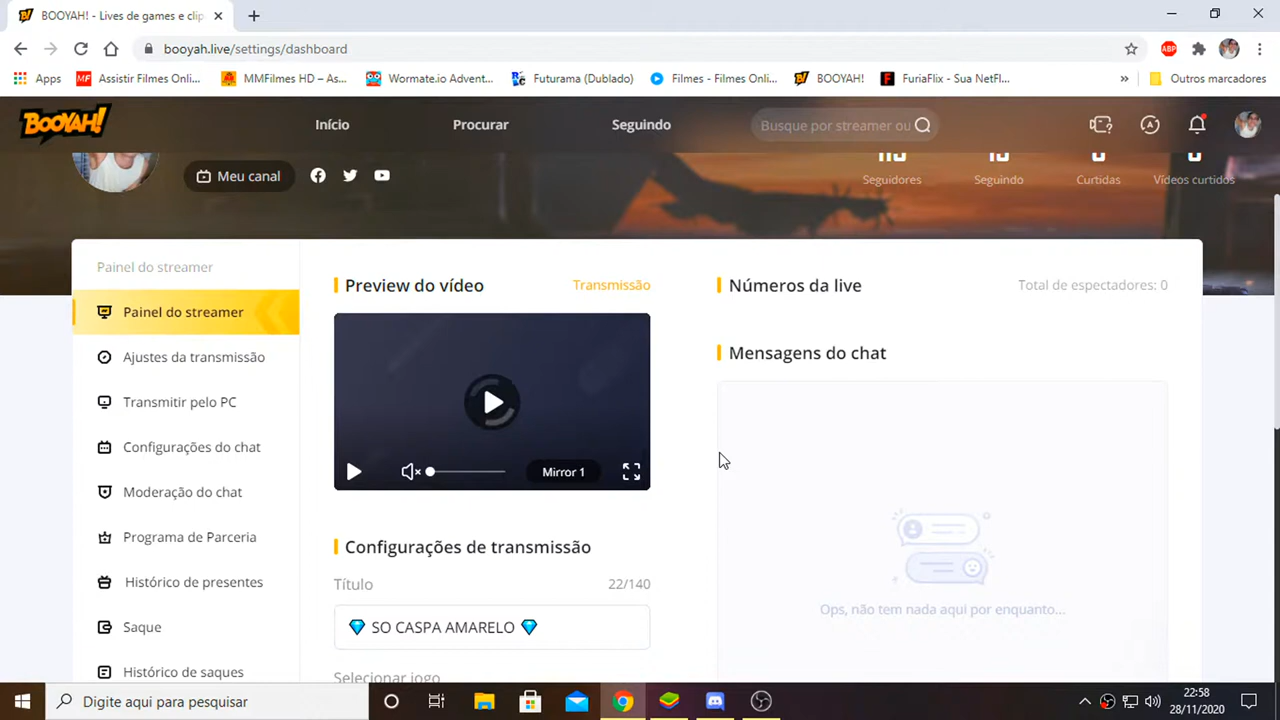 BOOYAH! - Lives de games e clip
booyah.live/settings/dashboard
ABP
Apps
MF Assistir Filmes Onli...
MMFilmes HD – As...
Wormate.io Advent...
Futurama (Dublado)
Filmes - Filmes Onli...
BOOYAH!
F FuriaFlix - Sua NetFl...
»
Outros marcadores
BOOYAH!
Início
Procurar
Seguindo
Busque por streamer ou
Meu canal
Seguidores
Seguindo
Curtidas
Vídeos curtidos
Painel do streamer
Painel do streamer
Ajustes da transmissão
Transmitir pelo PC
Configurações do chat
Moderação do chat
Programa de Parceria
Histórico de presentes
Saque
Histórico de saques
Preview do vídeo
Transmissão
Mirror 1
Configurações de transmissão
Título
22/140
💎 SO CASPA AMARELO 💎
Selecionar jogo
Números da live
Total de espectadores: 0
Mensagens do chat
Ops, não tem nada aqui por enquanto...
Digite aqui para pesquisar
22:58
28/11/2020